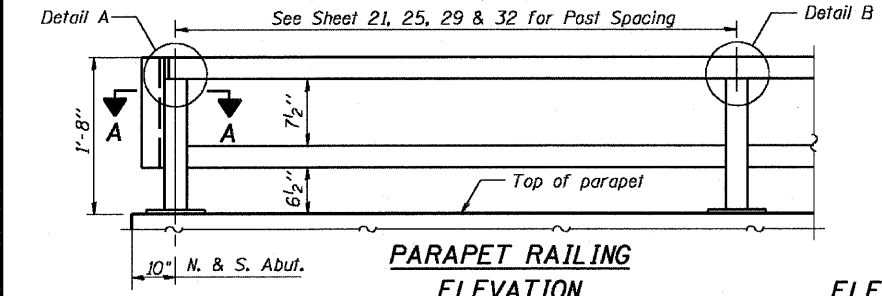 Detail A
See Sheet 21, 25, 29 & 32 for Post Spacing
Detail B
1'-8"
A
A
7½"
6½"
Top of parapet
10"
N. & S. Abut.
PARAPET RAILING
ELEVATION
ELE